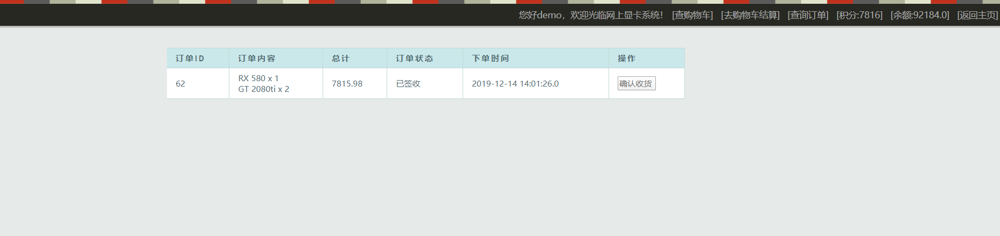 您好demo，欢迎光临网上显卡系统！ [查购物车] [去购物车结算] [查询订单] [积分:7816] [余额:92184.0] [返回主页]
订单ID 订单内容 总计 订单状态 下单时间 操作
62 RX 580 x 1 7815.98 已签收 2019-12-14 14:01:26.0 确认收货
GT 2080ti x 2